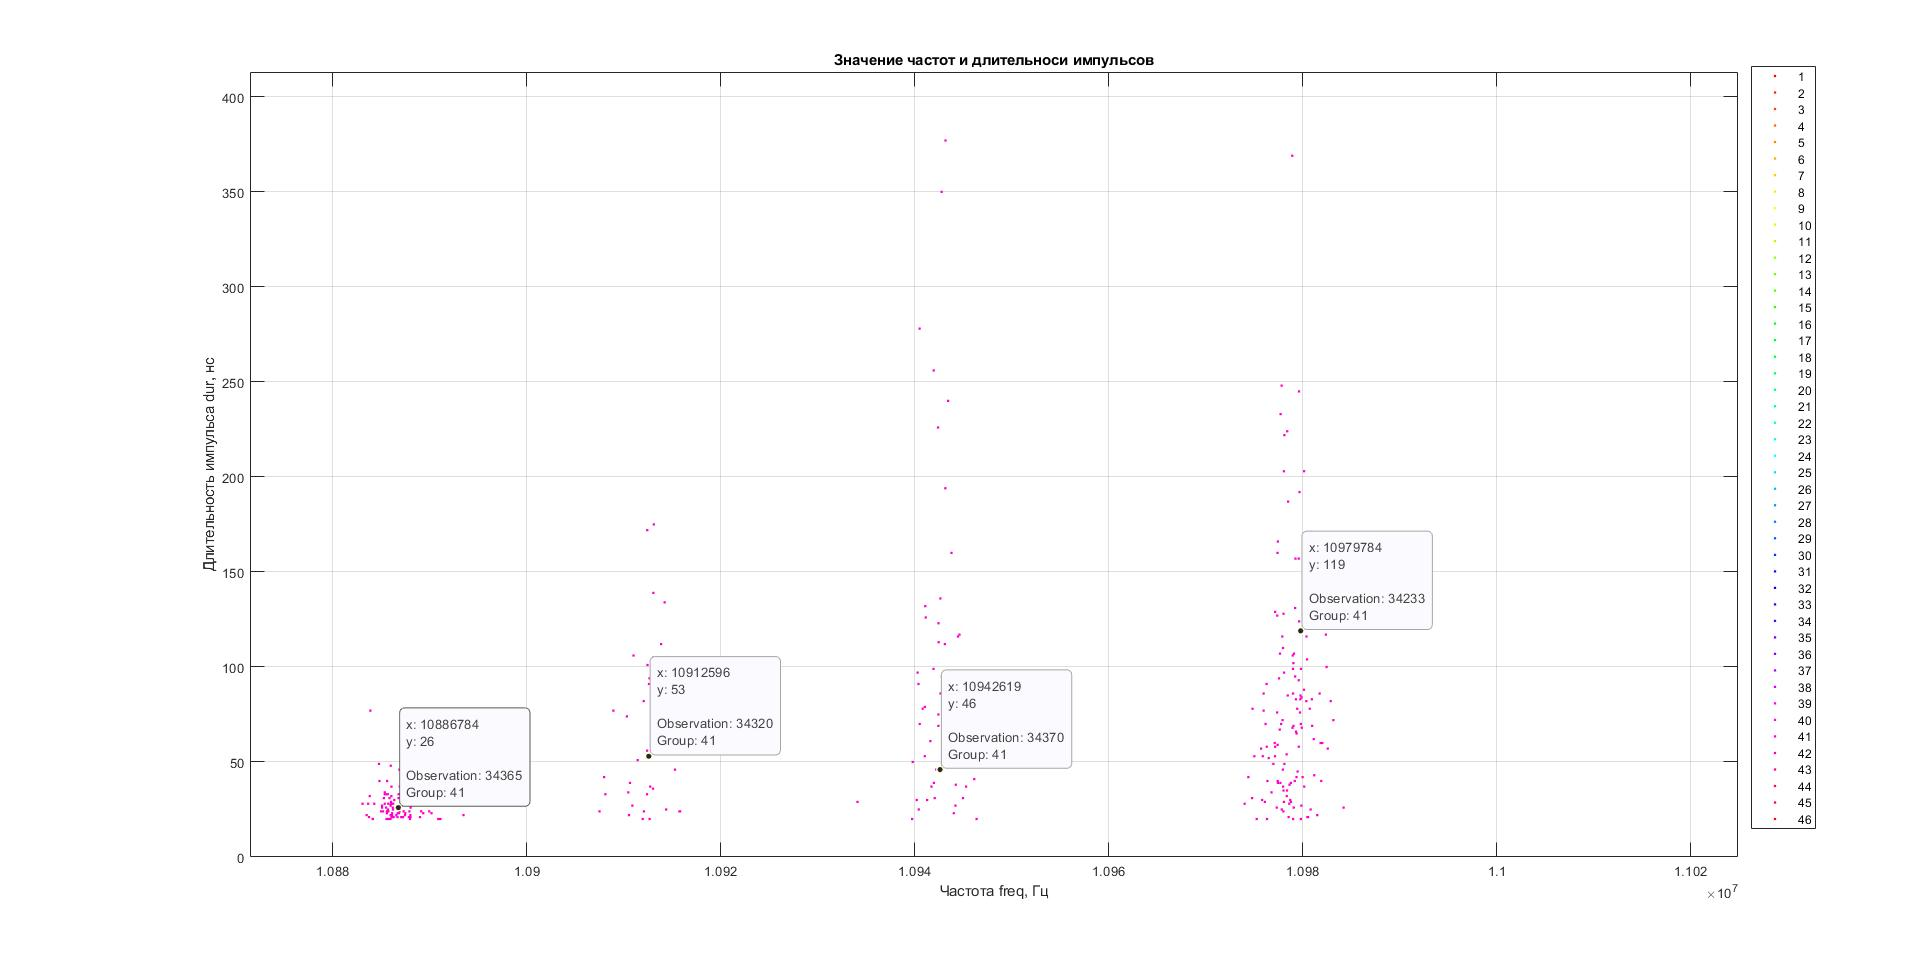 Значение частот и длительноси импульсов
Длительность импульса dur, нс
400
350
300
250
200
150
100
50
0
x: 10886784
y: 26
Observation: 34365
Group: 41
x: 10912596
y: 53
Observation: 34320
Group: 41
x: 10942619
y: 46
Observation: 34370
Group: 41
x: 10979784
y: 119
Observation: 34233
Group: 41
1.088 1.09 1.092 1.094 1.096 1.098 1.1 1.102
×10^7
Частота freq, Гц
1
2
3
4
5
6
7
8
9
10
11
12
13
14
15
16
17
18
19
20
21
22
23
24
25
26
27
28
29
30
31
32
33
34
35
36
37
38
39
40
41
42
43
44
45
46